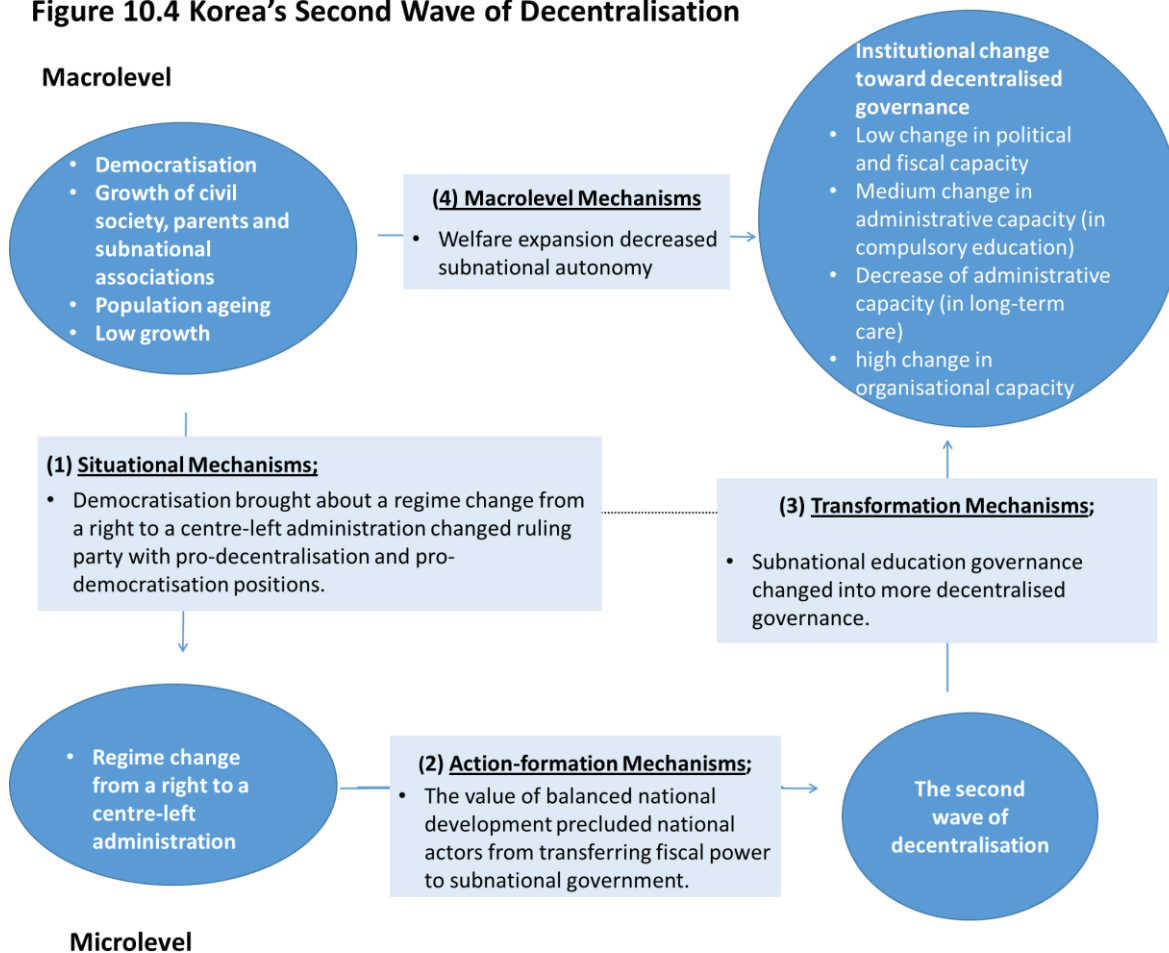 Figure 10.4 Korea's Second Wave of Decentralisation
Macrolevel
• Democratisation
• Growth of civil
society, parents and
subnational
associations
• Population ageing
• Low growth
(4) Macrolevel Mechanisms
• Welfare expansion decreased
subnational autonomy
Institutional change
toward decentralised
governance
• Low change in political
and fiscal capacity
• Medium change in
administrative capacity (in
compulsory education)
• Decrease of administrative
capacity (in long-term
care)
• high change in
organisational capacity
(1) Situational Mechanisms;
• Democratisation brought about a regime change from
a right to a centre-left administration changed ruling
party with pro-decentralisation and pro-
democratisation positions.
(3) Transformation Mechanisms;
• Subnational education governance
changed into more decentralised
governance.
• Regime change
from a right to a
centre-left
administration
(2) Action-formation Mechanisms;
• The value of balanced national
development precluded national
actors from transferring fiscal power
to subnational government.
The second
wave of
decentralisation
Microlevel